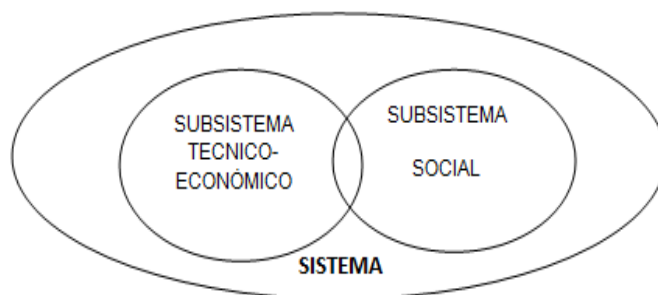 SUBSISTEMA
TECNICO-
ECONÓMICO
SUBSISTEMA
SOCIAL
SISTEMA